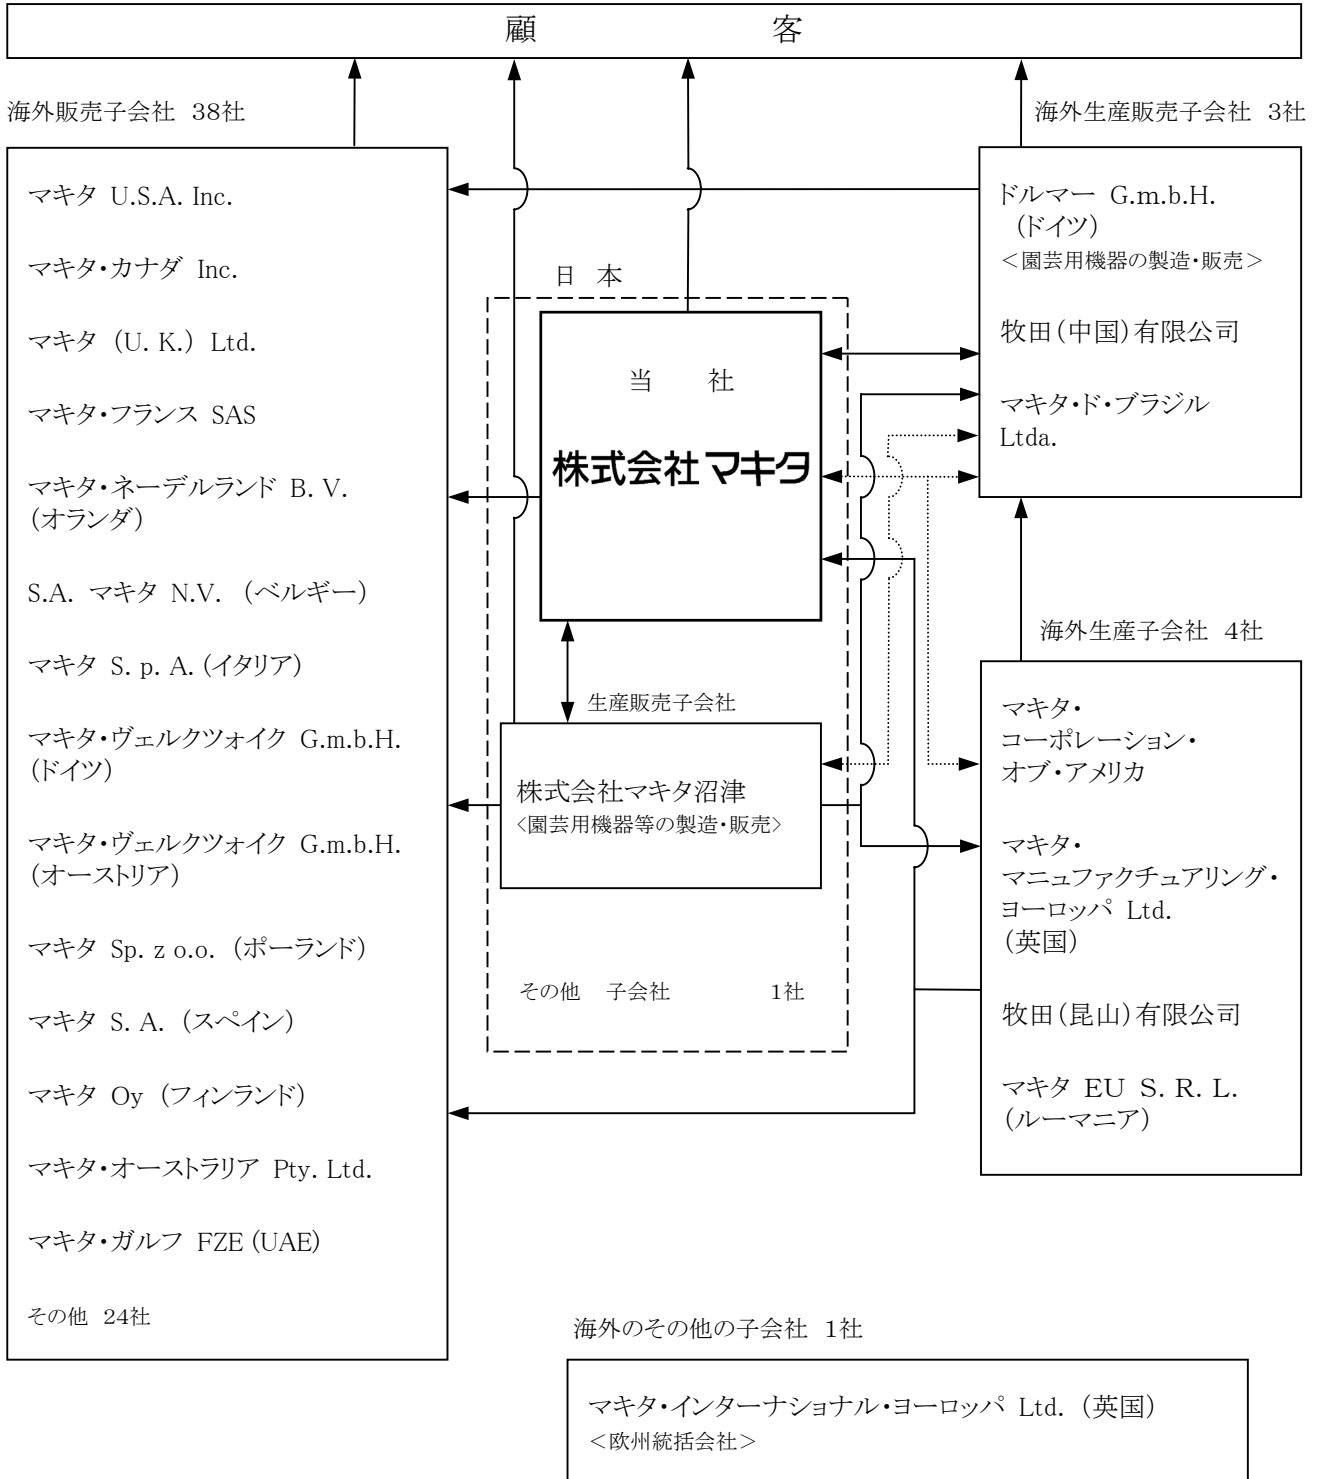 顧　客
海外販売子会社 38社
マキタ U.S.A. Inc.
マキタ・カナダ Inc.
マキタ (U. K.) Ltd.
マキタ・フランス SAS
マキタ・ネーデルランド B. V.
(オランダ)
S.A. マキタ N.V. (ベルギー)
マキタ S. p. A. (イタリア)
マキタ・ヴェルクツォイク G.m.b.H.
(ドイツ)
マキタ・ヴェルクツォイク G.m.b.H.
(オーストリア)
マキタ Sp. z o.o. (ポーランド)
マキタ S. A. (スペイン)
マキタ Oy (フィンランド)
マキタ・オーストラリア Pty. Ltd.
マキタ・ガルフ FZE (UAE)
その他 24社
日 本
当　社
株式会社マキタ
生産販売子会社
株式会社マキタ沼津
<園芸用機器等の製造・販売>
その他　子会社　1社
海外生産販売子会社 3社
ドルマー G.m.b.H.
(ドイツ)
＜園芸用機器の製造・販売＞
牧田(中国)有限公司
マキタ・ド・ブラジル
Ltda.
海外生産子会社 4社
マキタ・
コーポレーション・
オブ・アメリカ
マキタ・
マニュファクチュアリング・
ヨーロッパ Ltd.
(英国)
牧田(昆山)有限公司
マキタ EU S. R. L.
(ルーマニア)
海外のその他の子会社 1社
マキタ・インターナショナル・ヨーロッパ Ltd. (英国)
＜欧州統括会社＞